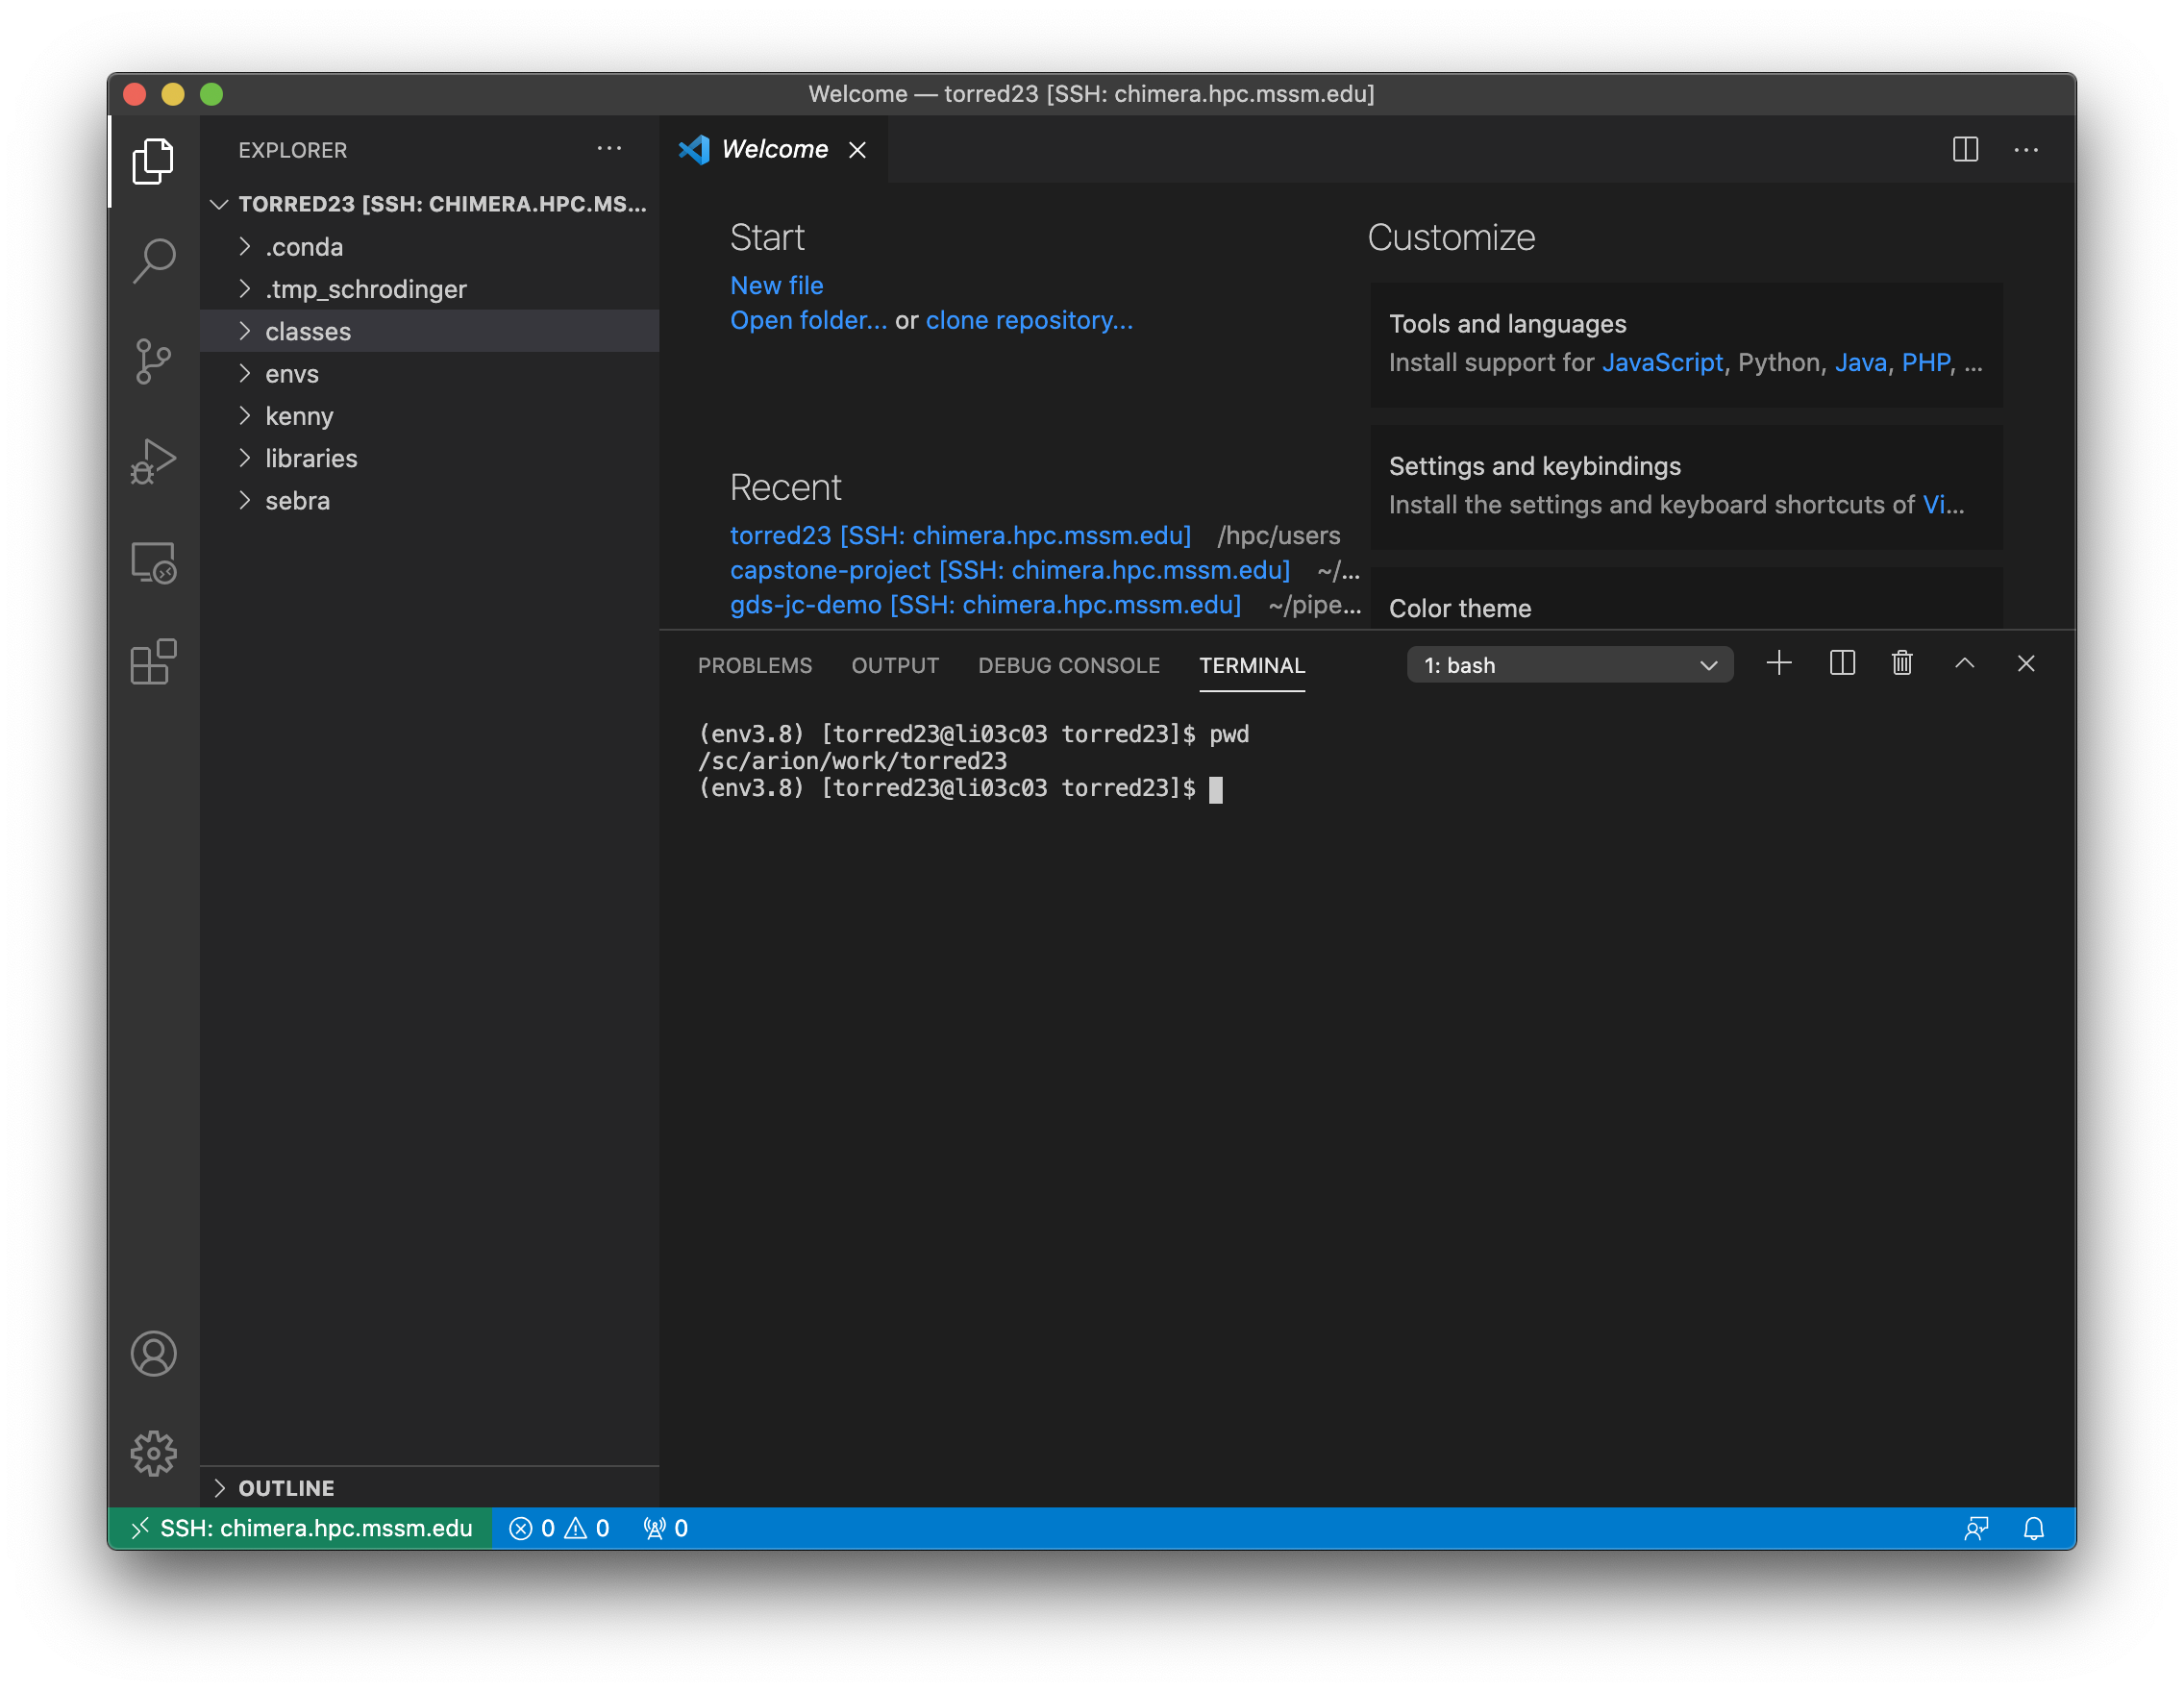 Welcome — torred23 [SSH: chimera.hpc.mssm.edu]
EXPLORER
TORRED23 [SSH: CHIMERA.HPC.MS...
.conda
.tmp_schrodinger
classes
envs
kenny
libraries
sebra
OUTLINE
Welcome
Start
New file
Open folder... or clone repository...
Recent
torred23 [SSH: chimera.hpc.mssm.edu] /hpc/users
capstone-project [SSH: chimera.hpc.mssm.edu] ~/...
gds-jc-demo [SSH: chimera.hpc.mssm.edu] ~/pipe...
Customize
Tools and languages
Install support for JavaScript, Python, Java, PHP, ...
Settings and keybindings
Install the settings and keyboard shortcuts of Vi...
Color theme
PROBLEMS OUTPUT DEBUG CONSOLE TERMINAL 1: bash
(env3.8) [torred23@li03c03 torred23]$ pwd
/sc/arion/work/torred23
(env3.8) [torred23@li03c03 torred23]$
SSH: chimera.hpc.mssm.edu 0 0 0